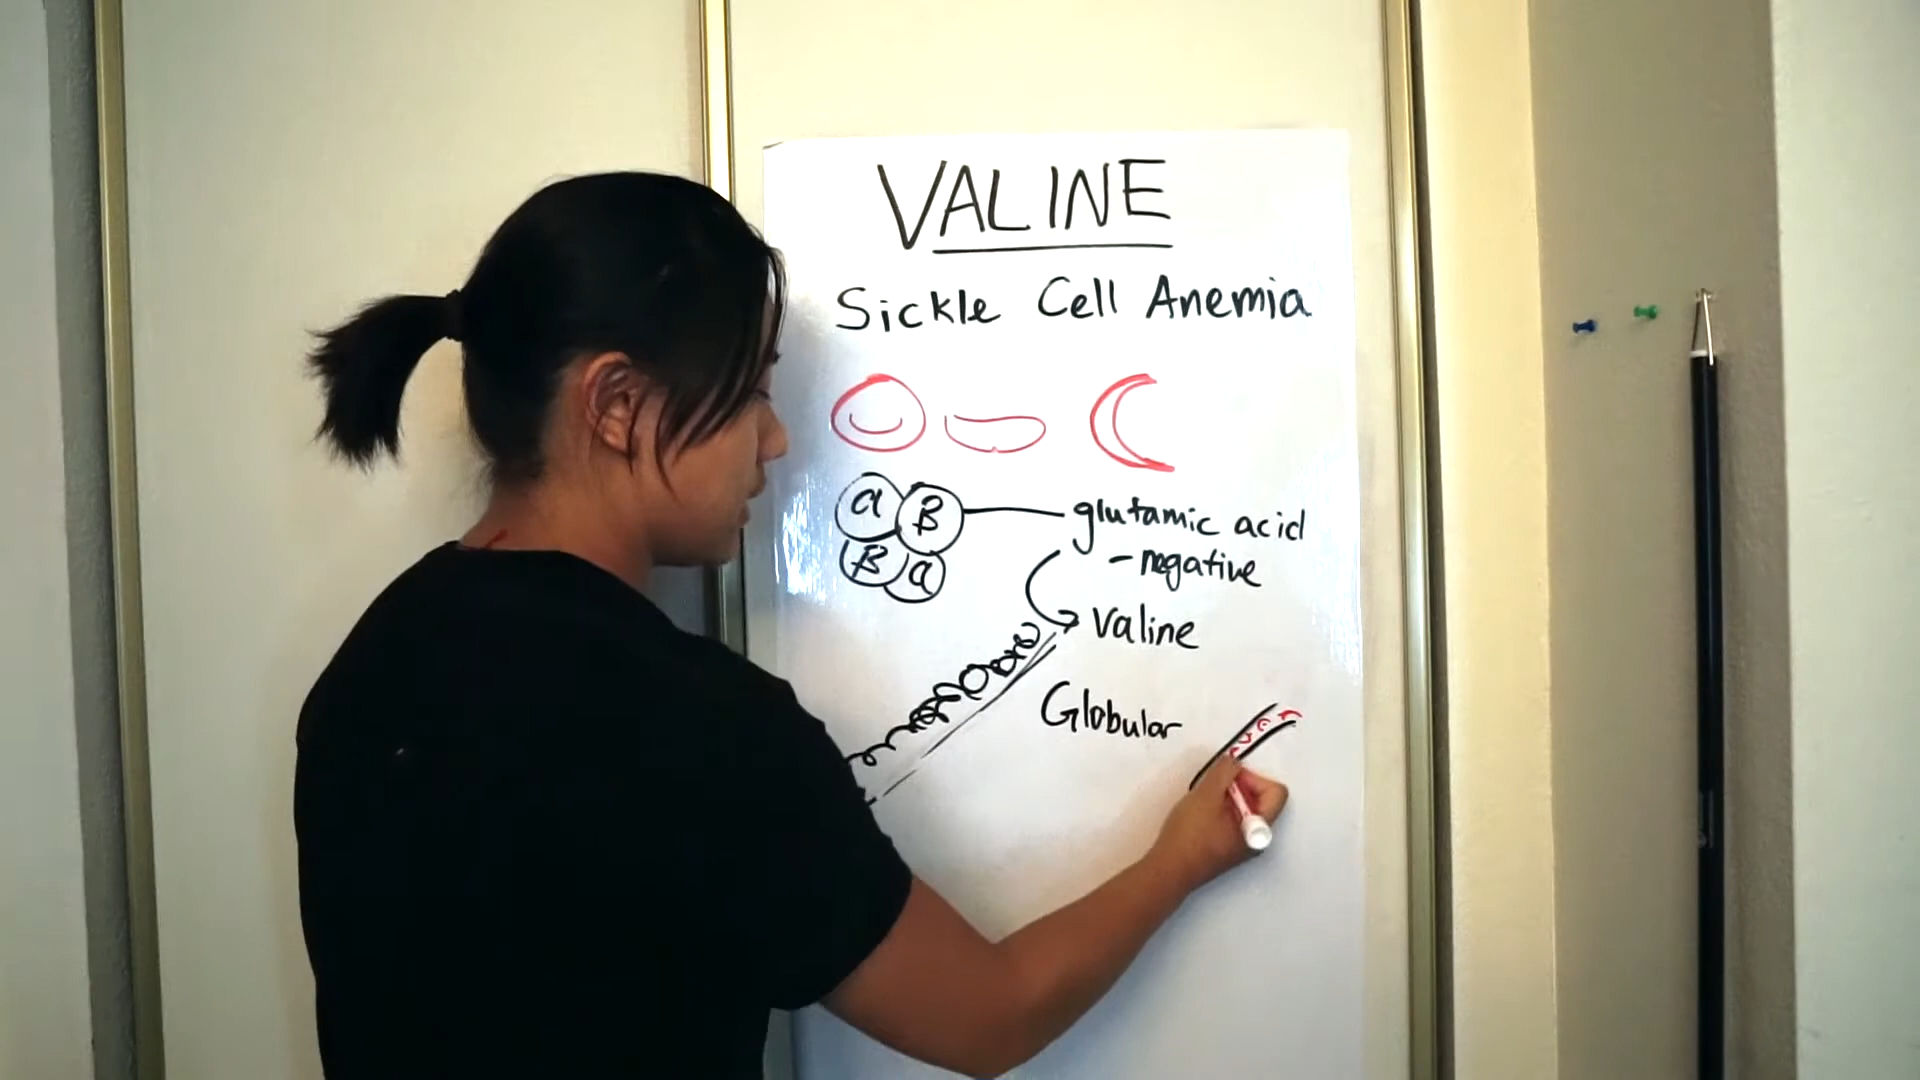 VALINE
Sickle Cell Anemia
α β glutamic acid
β α - negative
Valine
Globular